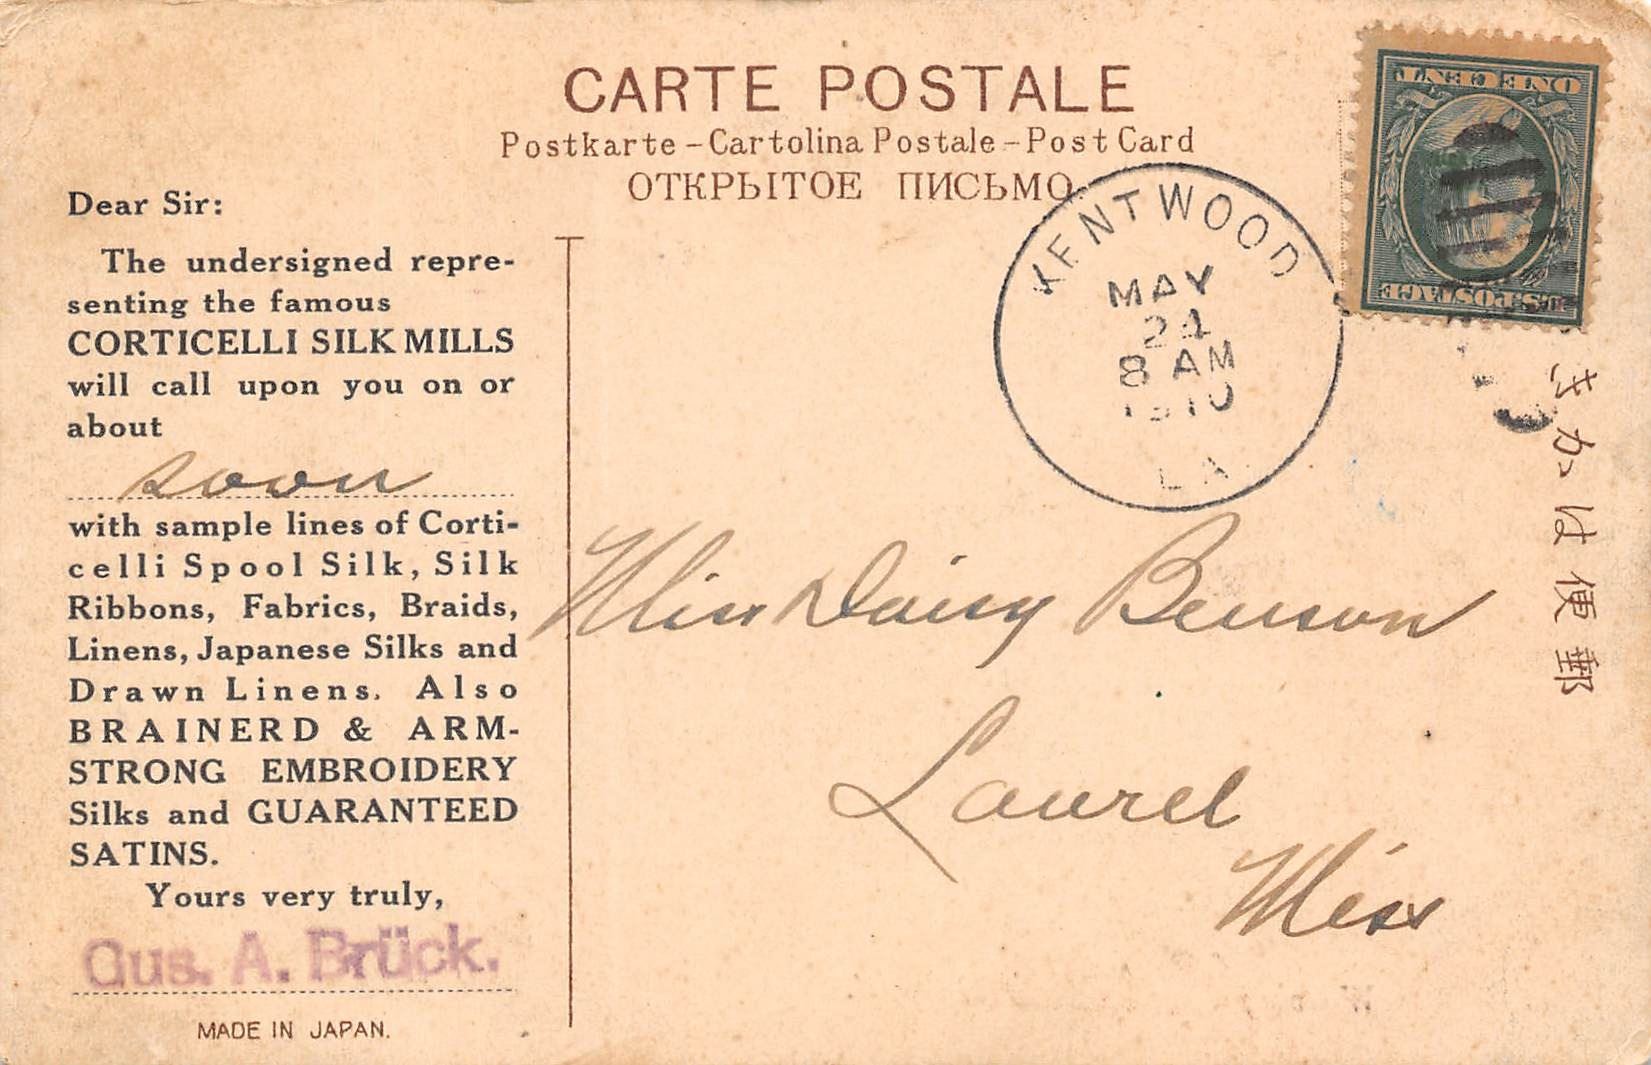 CARTE POSTALE
Postkarte – Cartolina Postale – Post Card
ОТКРЫТОЕ ПИСЬМО
Dear Sir:
The undersigned repre-
senting the famous
CORTICELLI SILK MILLS
will call upon you on or
about
soon
with sample lines of Corti-
celli Spool Silk, Silk
Ribbons, Fabrics, Braids,
Linens, Japanese Silks and
Drawn Linens. Also
BRAINERD & ARM-
STRONG EMBROIDERY
Silks and GUARANTEED
SATINS.
Yours very truly,
Gus. A. Brück.
MADE IN JAPAN.
KENTWOOD
MAY
24
8 AM
1910
LA.
U.S. POSTAGE
ONE CENT
Miss Daisy Benson
Laurel
Miss
郵便はがき